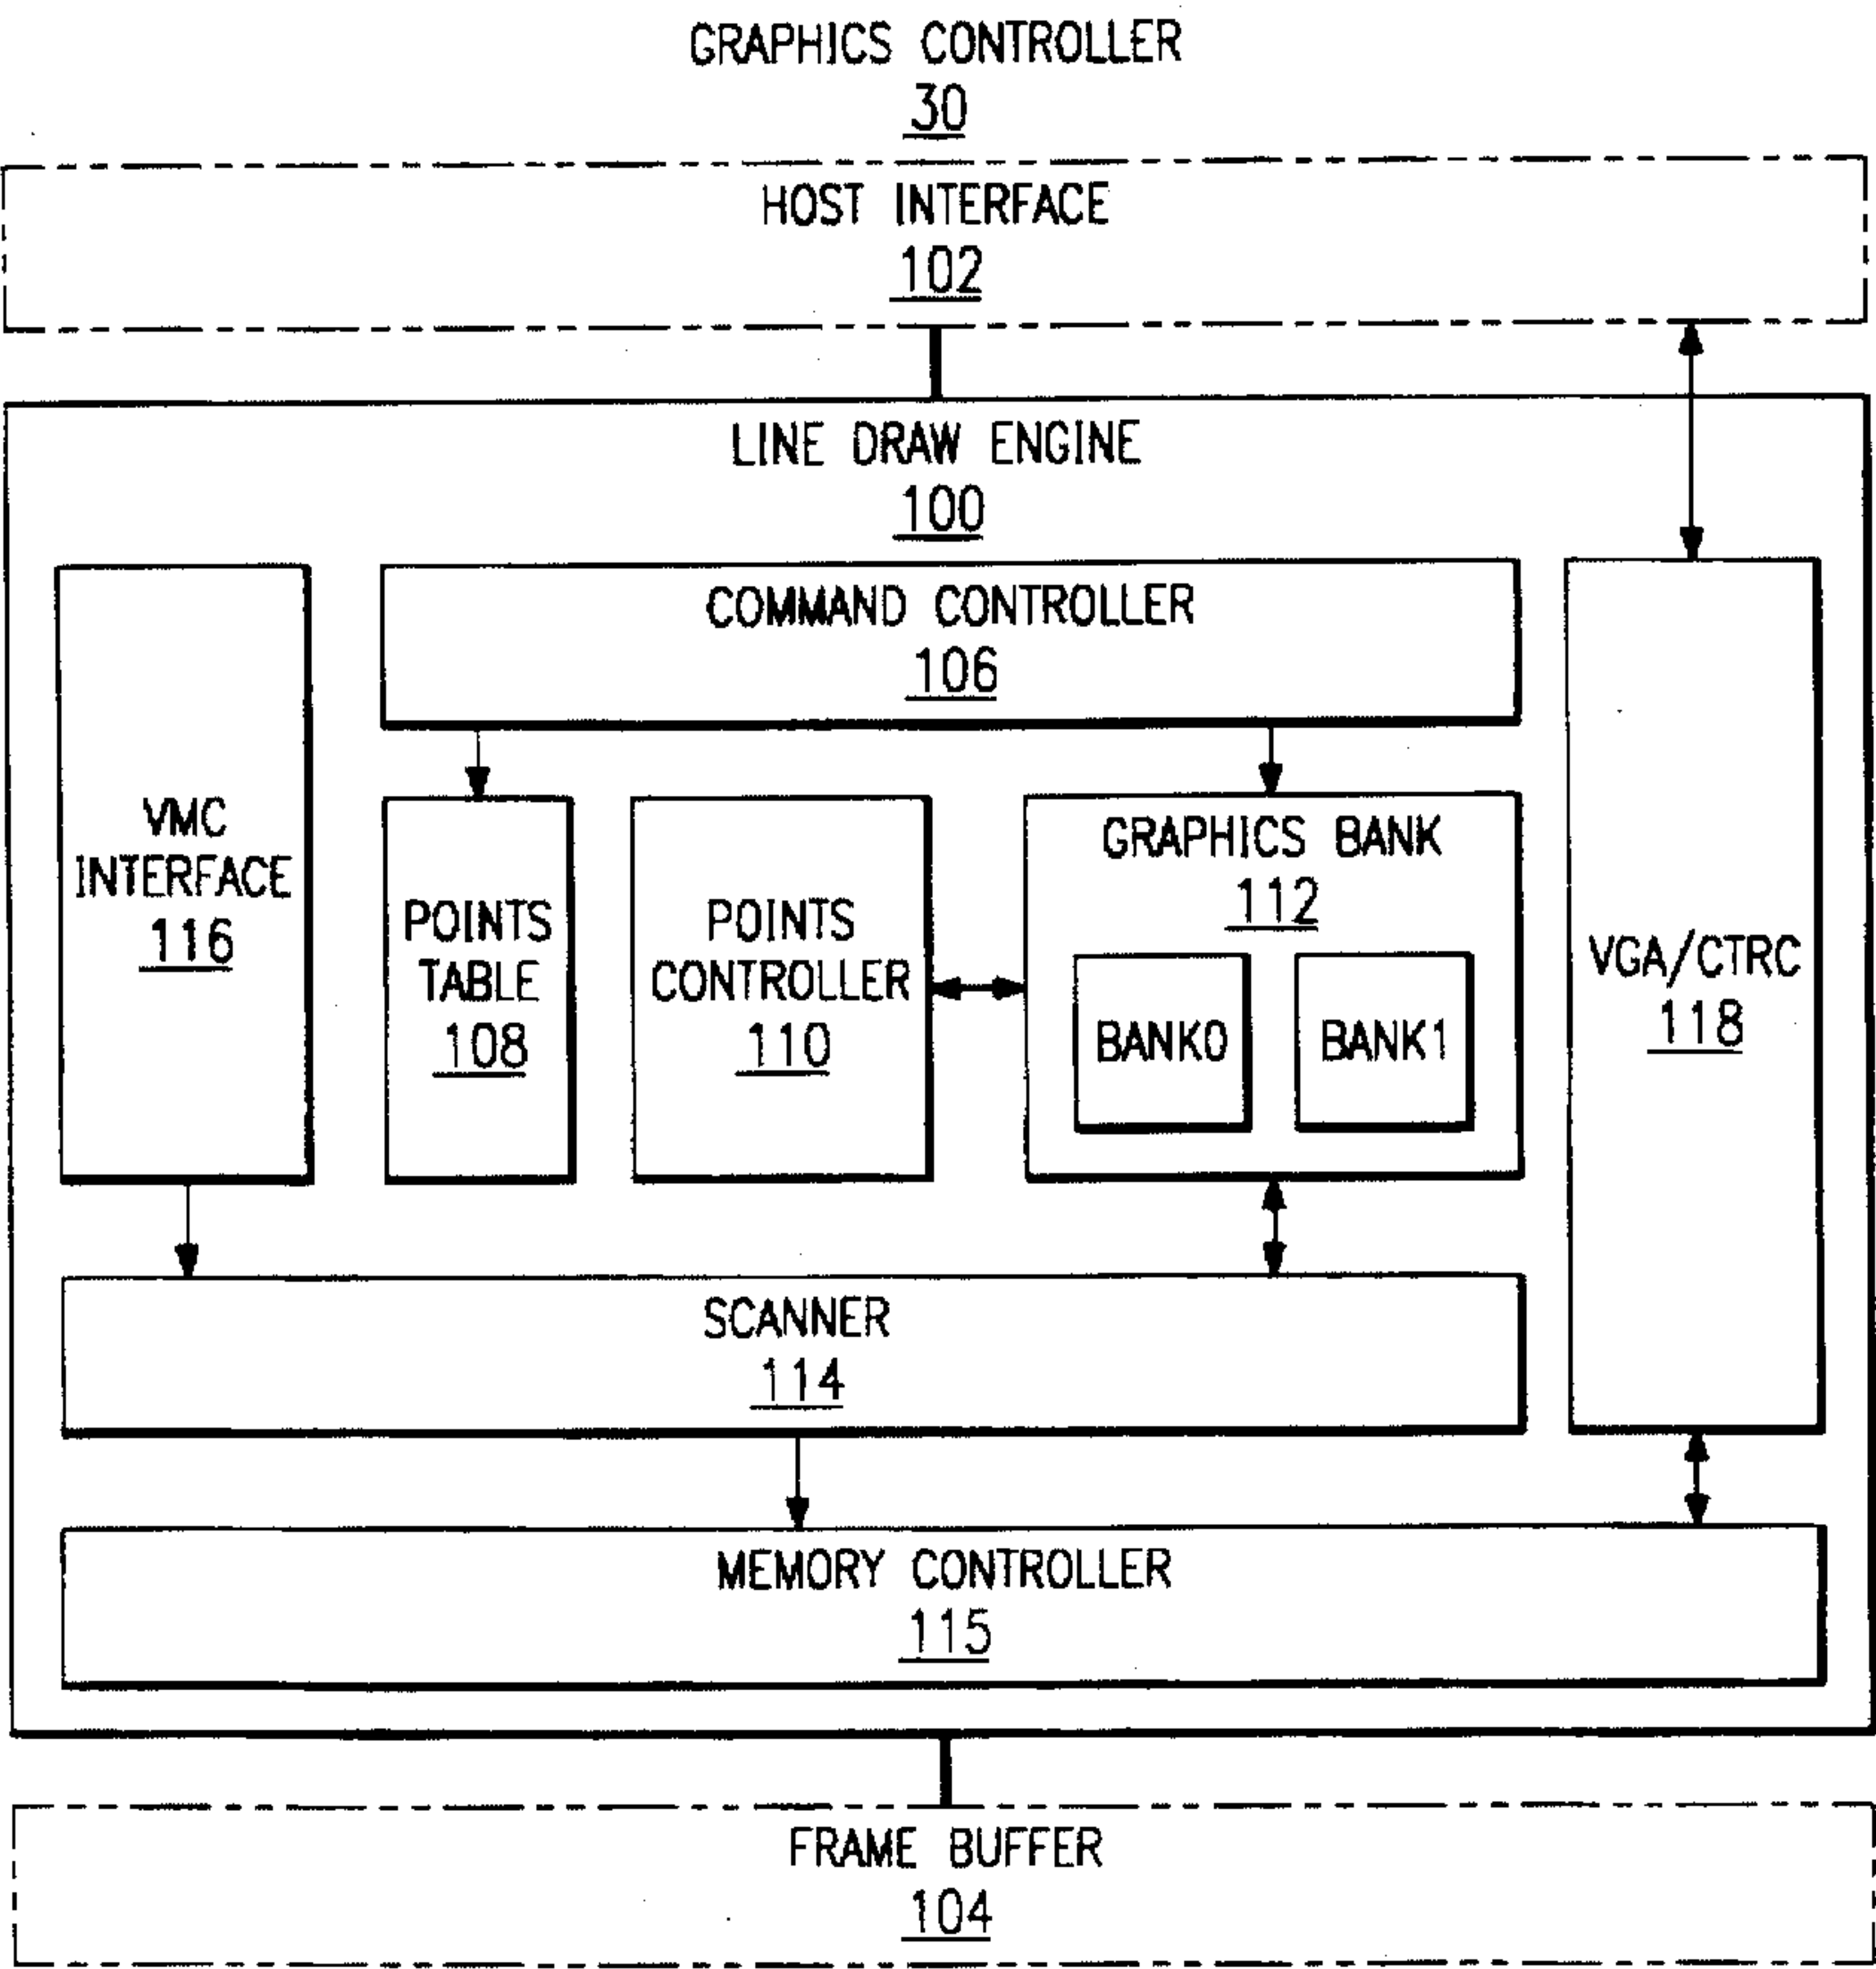 GRAPHICS CONTROLLER
30
HOST INTERFACE
102
LINE DRAW ENGINE
100
COMMAND CONTROLLER
106
VMC
INTERFACE
116
POINTS
TABLE
108
POINTS
CONTROLLER
110
GRAPHICS BANK
112
BANK0
BANK1
VGA/CTRC
118
SCANNER
114
MEMORY CONTROLLER
115
FRAME BUFFER
104